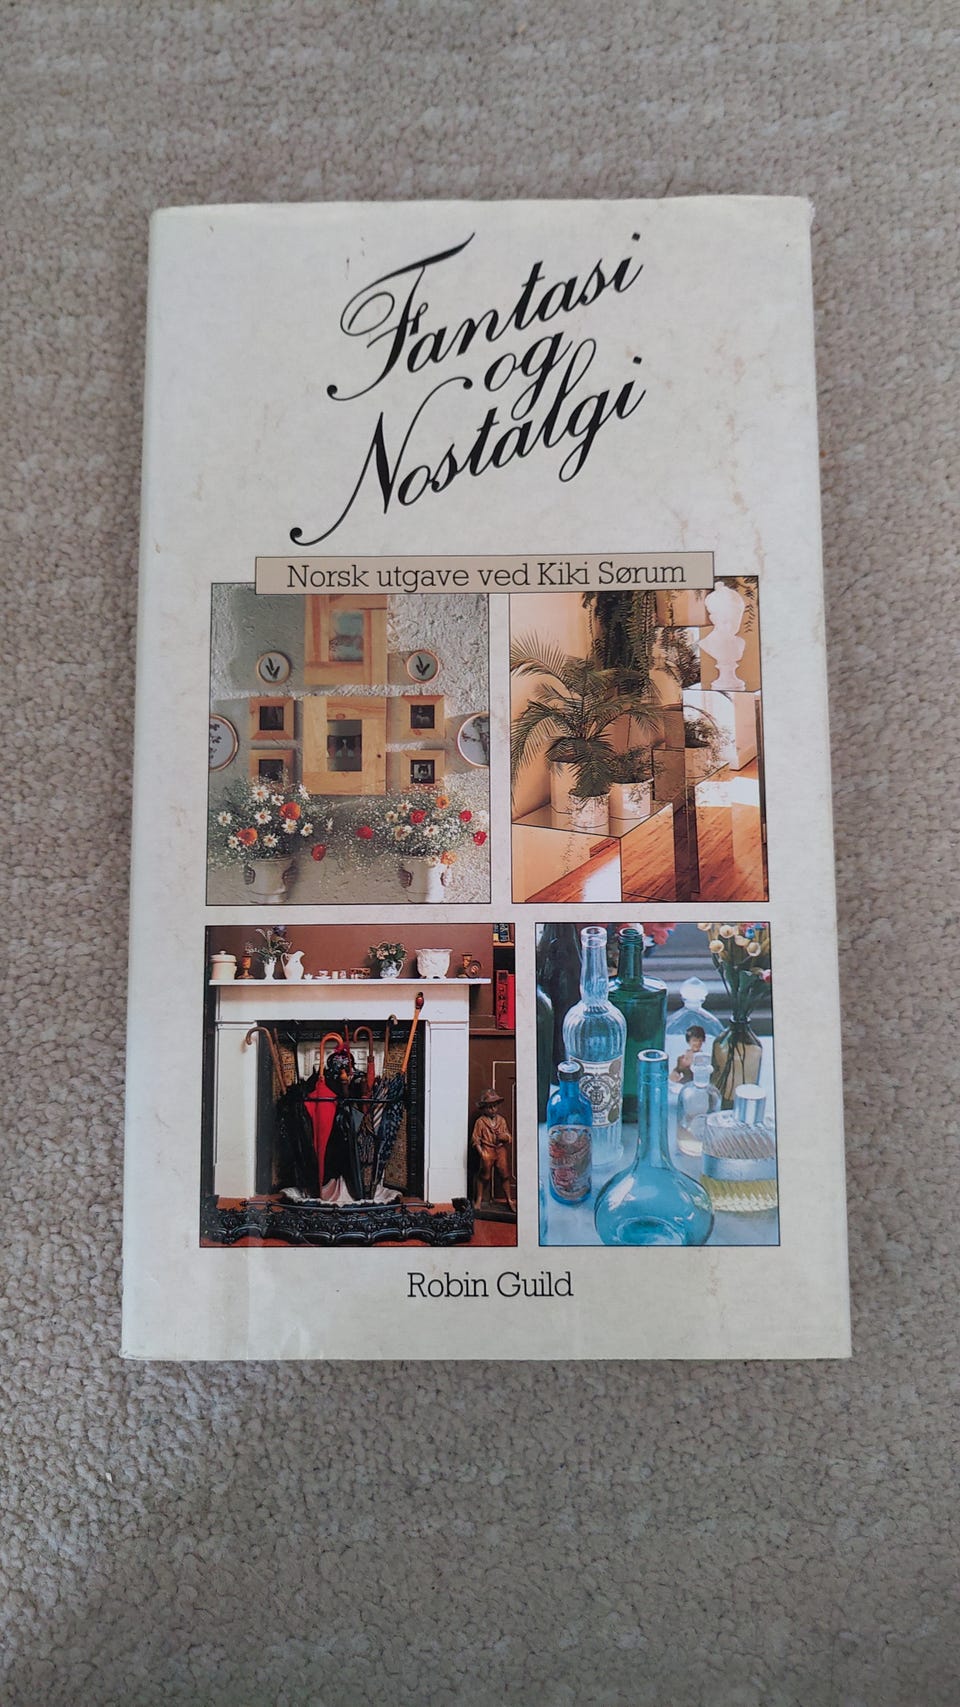 Fantasi
og
Nostalgi
Norsk utgave ved Kiki Sørum
Robin Guild